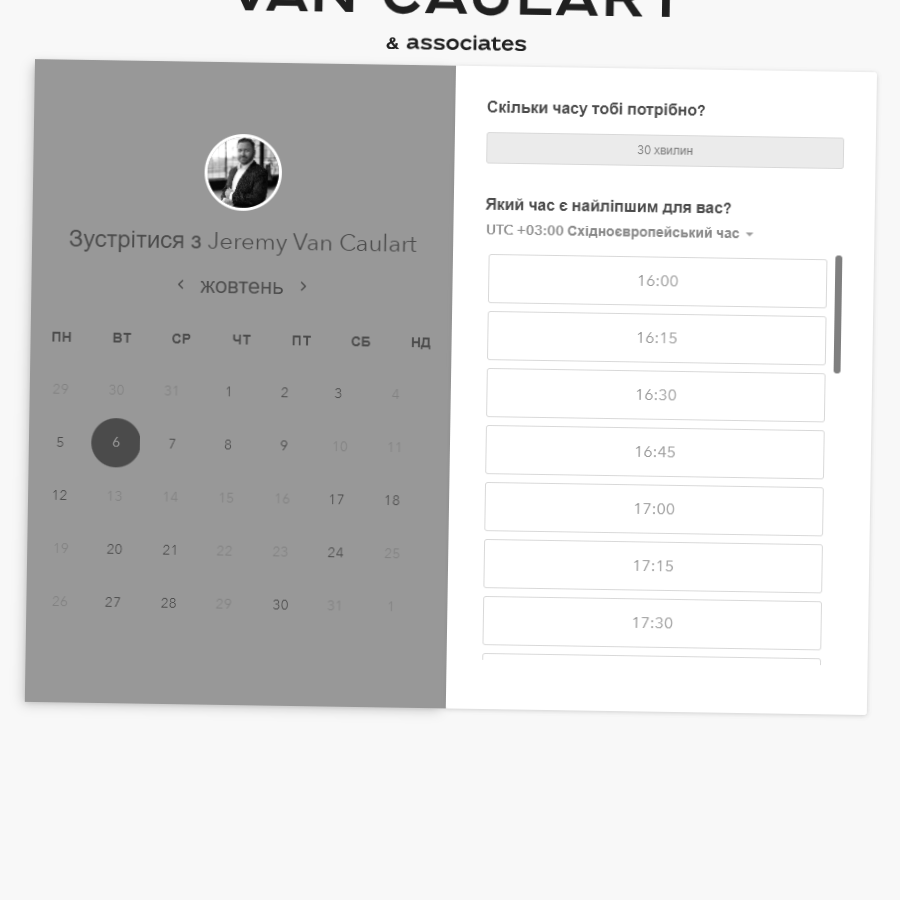 VAN CAULART
& associates
Зустрітися з Jeremy Van Caulart
жовтень
ПН ВТ СР ЧТ ПТ СБ НД
29 30 31 1 2 3 4
5 6 7 8 9 10 11
12 13 14 15 16 17 18
19 20 21 22 23 24 25
26 27 28 29 30 31 1
Скільки часу тобі потрібно?
30 хвилин
Який час є найліпшим для вас?
UTC +03:00 Східноєвропейський час
16:00
16:15
16:30
16:45
17:00
17:15
17:30